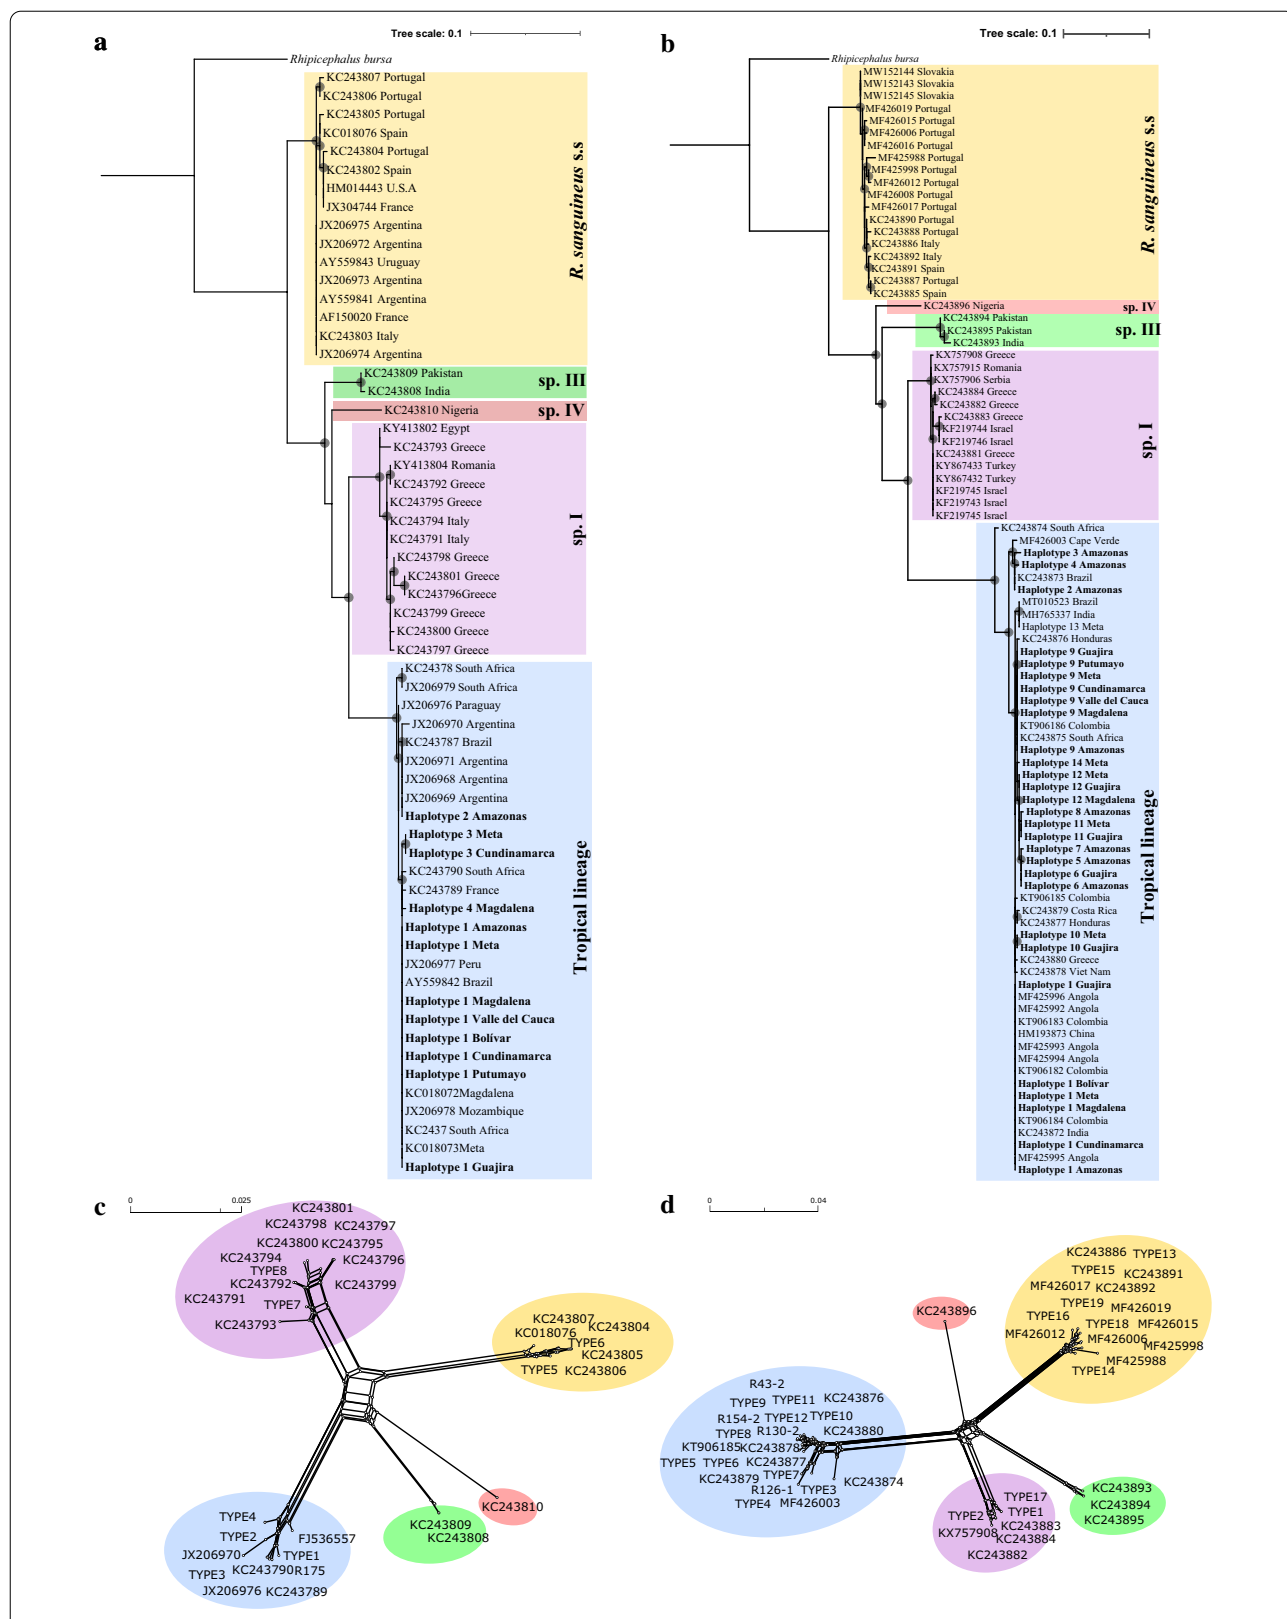 a
Tree scale: 0.1
Rhipicephalus bursa
KC243807 Portugal
KC243806 Portugal
KC243805 Portugal
KC018076 Spain
KC243804 Portugal
KC243802 Spain
HM014443 U.S.A
JX304744 France
JX206975 Argentina
JX206972 Argentina
AY559843 Uruguay
JX206973 Argentina
AY559841 Argentina
AF150020 France
KC243803 Italy
JX206974 Argentina
R. sanguineus s.s
KC243809 Pakistan
KC243808 India
sp. III
KC243810 Nigeria
sp. IV
KY413802 Egypt
KC243793 Greece
KY413804 Romania
KC243792 Greece
KC243795 Greece
KC243794 Italy
KC243791 Italy
KC243798 Greece
KC243801 Greece
KC243796Greece
KC243799 Greece
KC243800 Greece
KC243797 Greece
sp. I
KC24378 South Africa
JX206979 South Africa
JX206976 Paraguay
JX206970 Argentina
KC243787 Brazil
JX206971 Argentina
JX206968 Argentina
JX206969 Argentina
Haplotype 2 Amazonas
Haplotype 3 Meta
Haplotype 3 Cundinamarca
KC243790 South Africa
KC243789 France
Haplotype 4 Magdalena
Haplotype 1 Amazonas
Haplotype 1 Meta
JX206977 Peru
AY559842 Brazil
Haplotype 1 Magdalena
Haplotype 1 Valle del Cauca
Haplotype 1 Bolívar
Haplotype 1 Cundinamarca
Haplotype 1 Putumayo
KC018072Magdalena
JX206978 Mozambique
KC2437 South Africa
KC018073Meta
Haplotype 1 Guajira
Tropical lineage
b
Tree scale: 0.1
Rhipicephalus bursa
MW152144 Slovakia
MW152143 Slovakia
MW152145 Slovakia
MF426019 Portugal
MF426015 Portugal
MF426006 Portugal
MF426016 Portugal
MF425988 Portugal
MF425998 Portugal
MF426012 Portugal
MF426008 Portugal
MF426017 Portugal
KC243890 Portugal
KC243888 Portugal
KC243886 Italy
KC243892 Italy
KC243891 Spain
KC243887 Portugal
KC243885 Spain
R. sanguineus s.s
KC243896 Nigeria
sp. IV
KC243894 Pakistan
KC243895 Pakistan
KC243893 India
sp. III
KX757908 Greece
KX757915 Romania
KX757906 Serbia
KC243884 Greece
KC243882 Greece
KC243883 Greece
KF219744 Israel
KF219746 Israel
KC243881 Greece
KY867433 Turkey
KY867432 Turkey
KF219745 Israel
KF219743 Israel
KF219745 Israel
sp. I
KC243874 South Africa
MF426003 Cape Verde
Haplotype 3 Amazonas
Haplotype 4 Amazonas
KC243873 Brazil
Haplotype 2 Amazonas
MT010523 Brazil
MH765337 India
Haplotype 13 Meta
KC243876 Honduras
Haplotype 9 Guajira
Haplotype 9 Putumayo
Haplotype 9 Meta
Haplotype 9 Cundinamarca
Haplotype 9 Valle del Cauca
Haplotype 9 Magdalena
KT906186 Colombia
KC243875 South Africa
Haplotype 9 Amazonas
Haplotype 14 Meta
Haplotype 12 Meta
Haplotype 12 Guajira
Haplotype 12 Magdalena
Haplotype 8 Amazonas
Haplotype 11 Meta
Haplotype 11 Guajira
Haplotype 7 Amazonas
Haplotype 5 Amazonas
Haplotype 6 Guajira
Haplotype 6 Amazonas
KT906185 Colombia
KC243879 Costa Rica
KC243877 Honduras
Haplotype 10 Meta
Haplotype 10 Guajira
KC243880 Greece
KC243878 Viet Nam
Haplotype 1 Guajira
MF425996 Angola
MF425992 Angola
KT906183 Colombia
HM193873 China
MF425993 Angola
MF425994 Angola
KT906182 Colombia
Haplotype 1 Bolívar
Haplotype 1 Meta
Haplotype 1 Magdalena
KT906184 Colombia
KC243872 India
Haplotype 1 Cundinamarca
MF425995 Angola
Haplotype 1 Amazonas
Tropical lineage
c
0 0.025
KC243801
KC243798 KC243797
KC243800 KC243795
KC243794 KC243796
TYPE8
KC243792 KC243799
KC243791 TYPE7
KC243793
KC243807
KC243804
KC018076
TYPE6
KC243805
TYPE5 KC243806
KC243810
KC243809
KC243808
TYPE4
TYPE2 FJ536557
JX206970 TYPE1
KC243790 R175
TYPE3
JX206976 KC243789
d
0 0.04
KC243886 TYPE13
TYPE15 KC243891
MF426017 KC243892
TYPE19 MF426019
TYPE16 TYPE18 MF426015
MF426012 MF426006
MF425998
MF425988
TYPE14
KC243896
R43-2
TYPE9 TYPE11 KC243876
R154-2 TYPE12 TYPE10
TYPE8 R130-2 KC243880
KT906185 KC243878
TYPE5 TYPE6 KC243877
KC243879 TYPE7 KC243874
R126-1 TYPE3
TYPE4 MF426003
TYPE17
TYPE2 TYPE1
KX757908 KC243883
KC243884
KC243882
KC243893
KC243894
KC243895